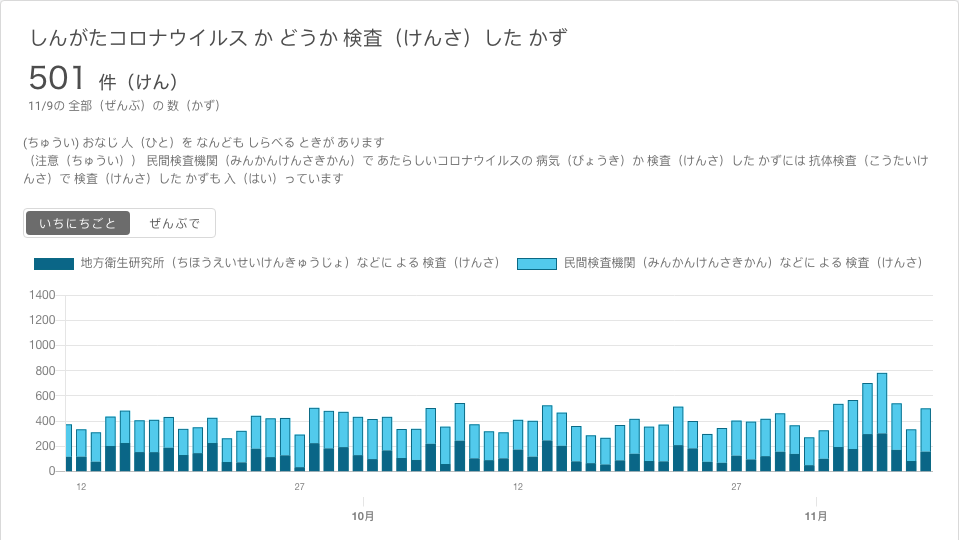 しんがたコロナウイルス か どうか 検査（けんさ）した かず
501 件（けん）
11/9の 全部（ぜんぶ）の 数（かず）
(ちゅうい) おなじ 人（ひと）を なんども しらべる ときが あります
（注意（ちゅうい）） 民間検査機関（みんかんけんさきかん）で あたらしいコロナウイルスの 病気（びょうき）か 検査（けんさ）した かずには 抗体検査（こうたいけ
んさ）で 検査（けんさ）した かずも 入（はい）っています
いちにちごと ぜんぶで
地方衛生研究所（ちほうえいせいけんきゅうじょ）などに よる 検査（けんさ） 民間検査機関（みんかんけんさきかん）などに よる 検査（けんさ）
1400
1200
1000
800
600
400
200
0
12 27 12 27
10月 11月